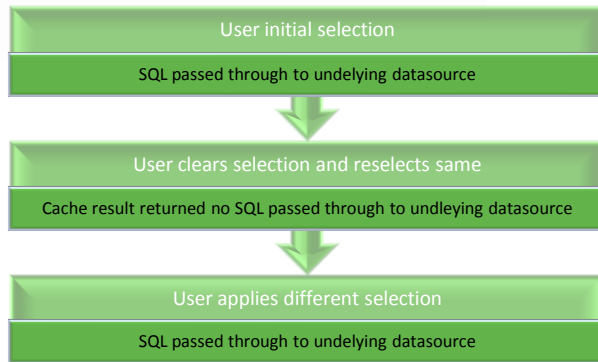 User initial selection
SQL passed through to undelying datasource
User clears selection and reselects same
Cache result returned no SQL passed through to undleying datasource
User applies different selection
SQL passed through to undelying datasource